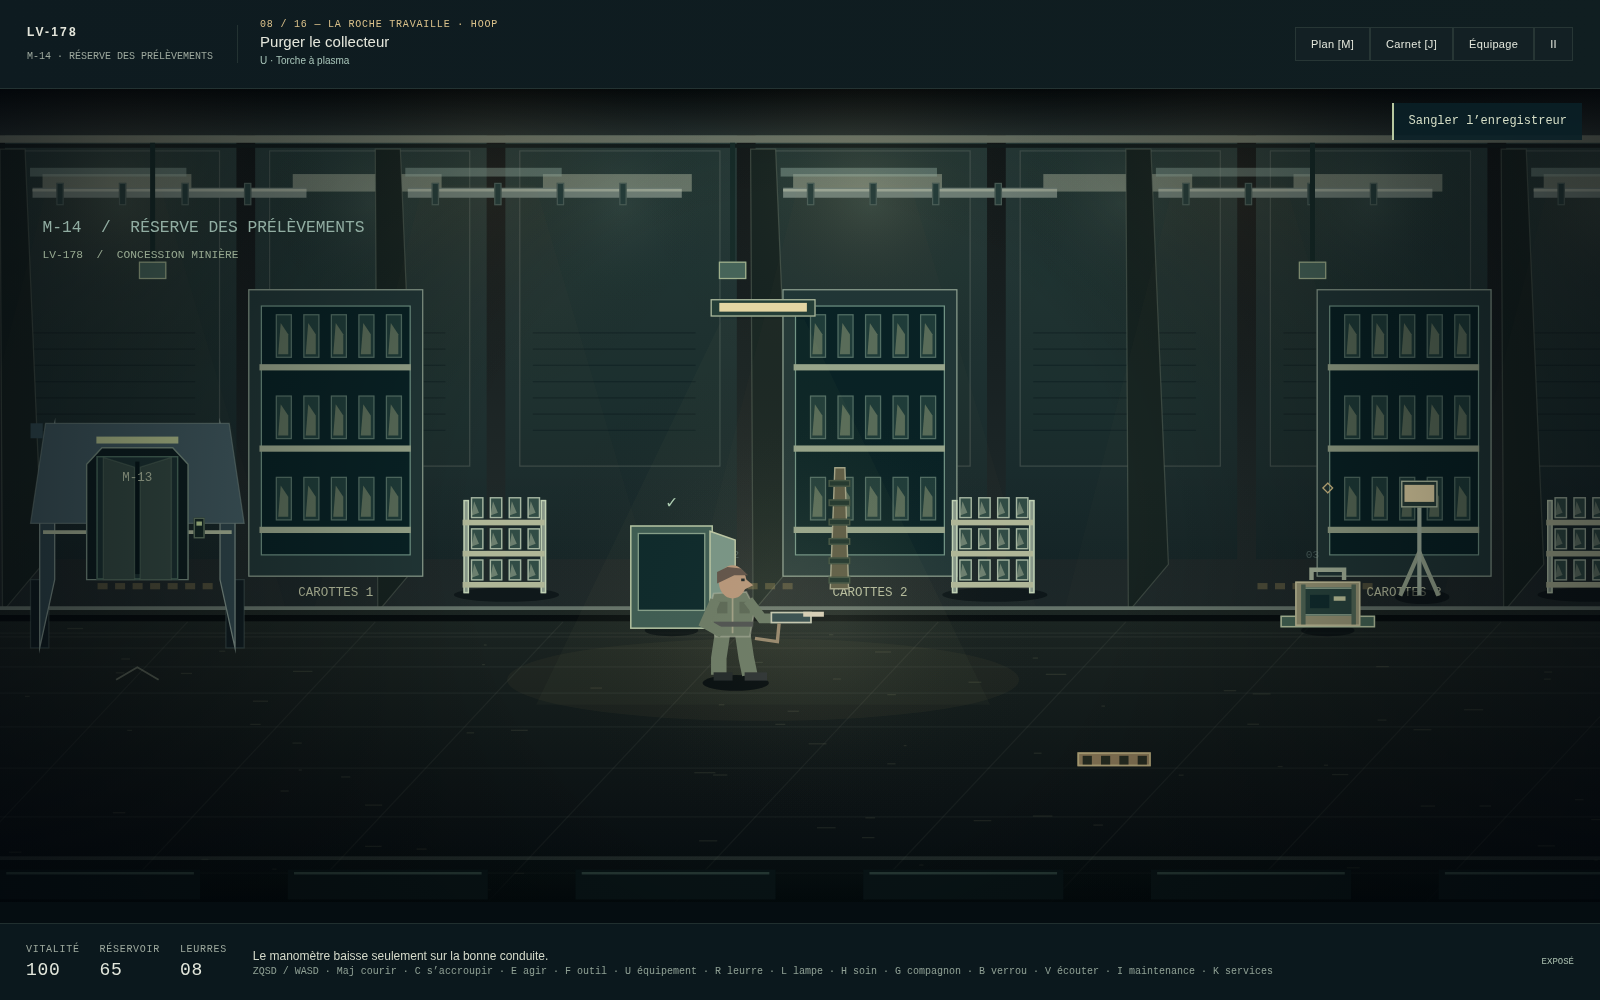 LV-178
M-14 · RÉSERVE DES PRÉLÈVEMENTS
08 / 16 — LA ROCHE TRAVAILLE · HOOP
Purger le collecteur
U · Torche à plasma
Plan [M]
Carnet [J]
Équipage
II
Sangler l’enregistreur
M-14 / RÉSERVE DES PRÉLÈVEMENTS
LV-178 / CONCESSION MINIÈRE
M-13
✓
03
CAROTTES 1
CAROTTES 2
CAROTTES 3
VITALITÉ
100
RÉSERVOIR
65
LEURRES
08
Le manomètre baisse seulement sur la bonne conduite.
ZQSD / WASD · Maj courir · C s’accroupir · E agir · F outil · U équipement · R leurre · L lampe · H soin · G compagnon · B verrou · V écouter · I maintenance · K services
EXPOSÉ